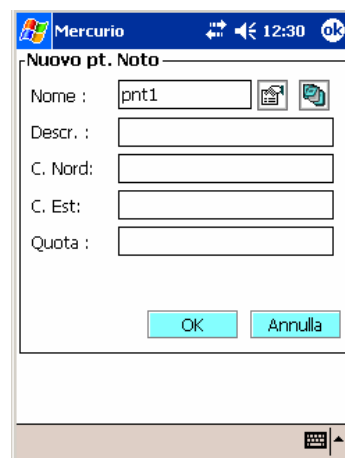 Mercurio 12:30 ok
Nuovo pt. Noto
Nome : pnt1
Descr. :
C. Nord:
C. Est:
Quota :
OK Annulla